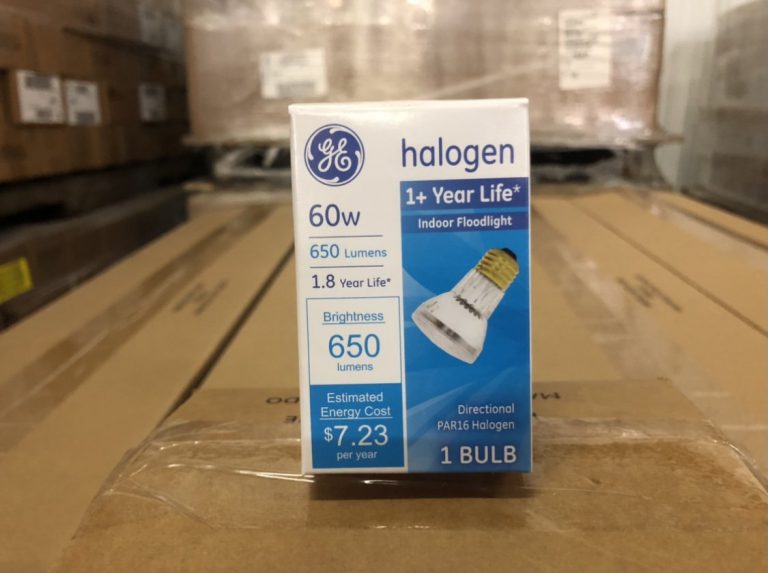 GE
halogen
1+ Year Life*
Indoor Floodlight
60w
650 Lumens
1.8 Year Life*
Brightness
650
lumens
Estimated
Energy Cost
$7.23
per year
Directional
PAR16 Halogen
1 BULB